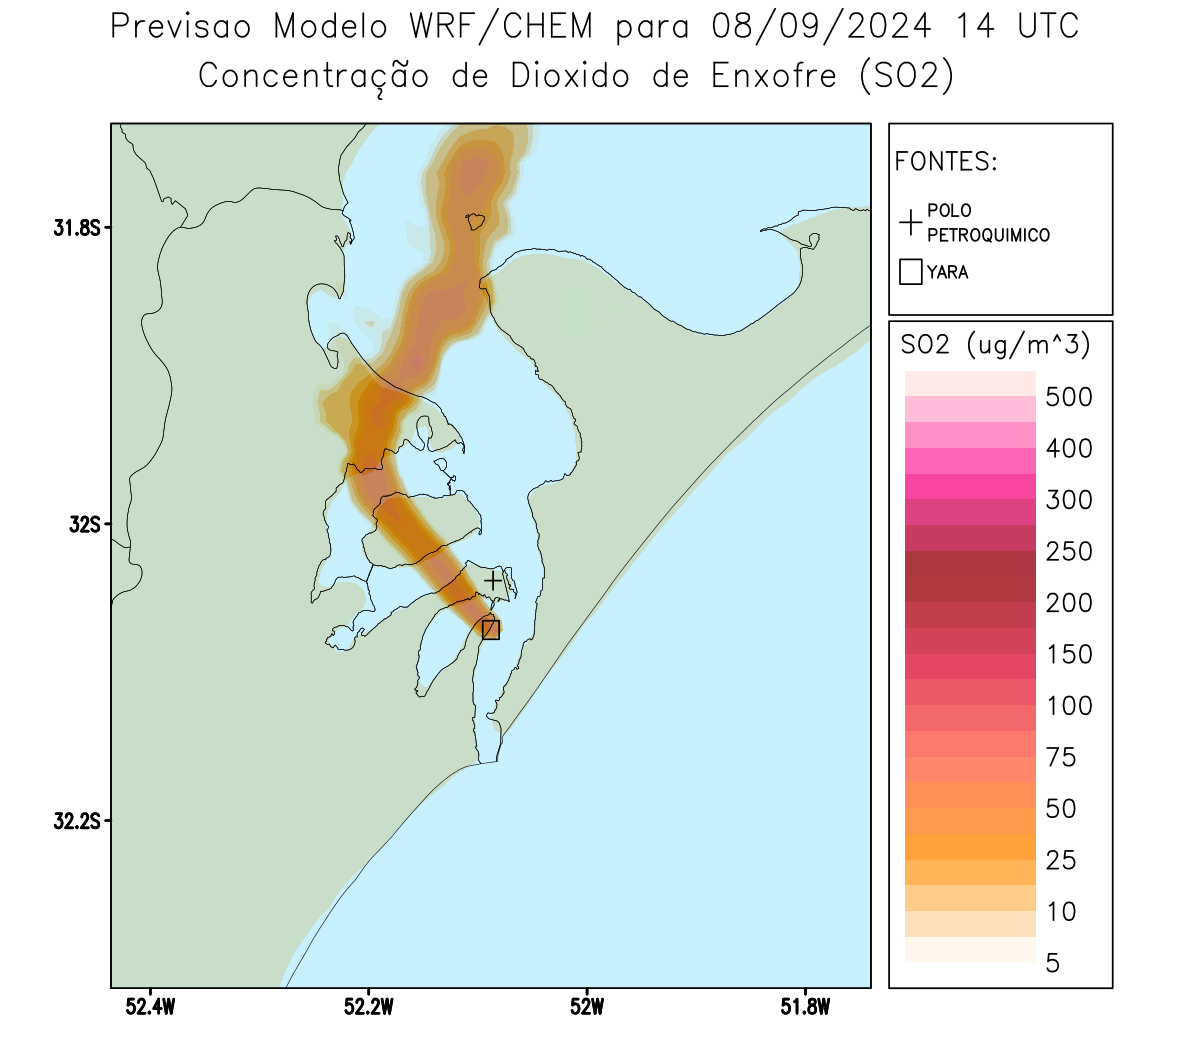 Previsao Modelo WRF/CHEM para 08/09/2024 14 UTC
Concentração de Dioxido de Enxofre (SO2)
FONTES:
POLO
PETROQUIMICO
YARA
SO2 (ug/m^3)
500
400
300
250
200
150
100
75
50
25
10
5
31.8S
32S
32.2S
52.4W
52.2W
52W
51.8W